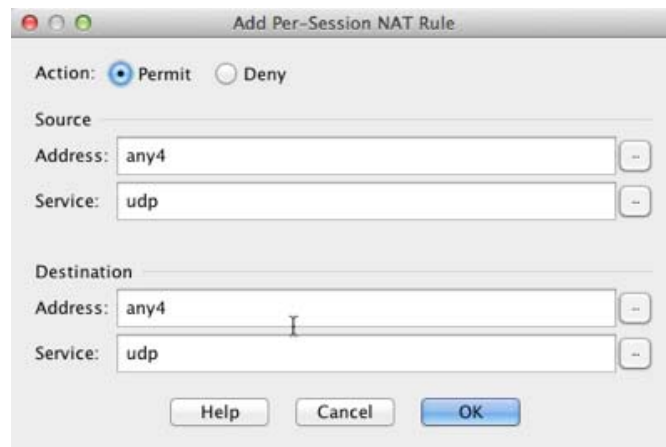 Add Per-Session NAT Rule
Action: Permit Deny
Source
Address: any4 ...
Service: udp ...
Destination
Address: any4 ...
Service: udp ...
Help Cancel OK